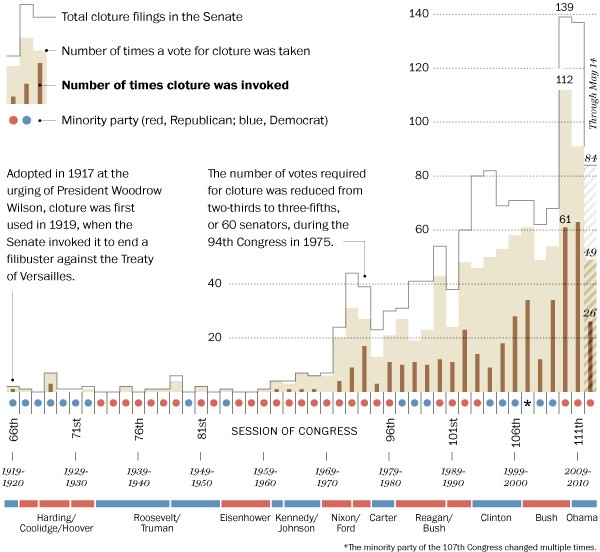 Total cloture filings in the Senate
Number of times a vote for cloture was taken
Number of times cloture was invoked
Minority party (red, Republican; blue, Democrat)
Adopted in 1917 at the
urging of President Woodrow
Wilson, cloture was first
used in 1919, when the
Senate invoked it to end a
filibuster against the Treaty
of Versailles.
The number of votes required
for cloture was reduced from
two-thirds to three-fifths,
or 60 senators, during the
94th Congress in 1975.
140
120
100
80
60
40
20
139
112
61
Through May 14
84
49
26
*
66th
71st
76th
81st
SESSION OF CONGRESS
96th
101st
106th
111th
1919-
1920
1929-
1930
1939-
1940
1949-
1950
1959-
1960
1969-
1970
1979-
1980
1989-
1990
1999-
2000
2009-
2010
Harding/
Coolidge/Hoover
Roosevelt/
Truman
Eisenhower
Kennedy/
Johnson
Nixon/
Ford
Carter
Reagan/
Bush
Clinton
Bush
Obama
*The minority party of the 107th Congress changed multiple times.